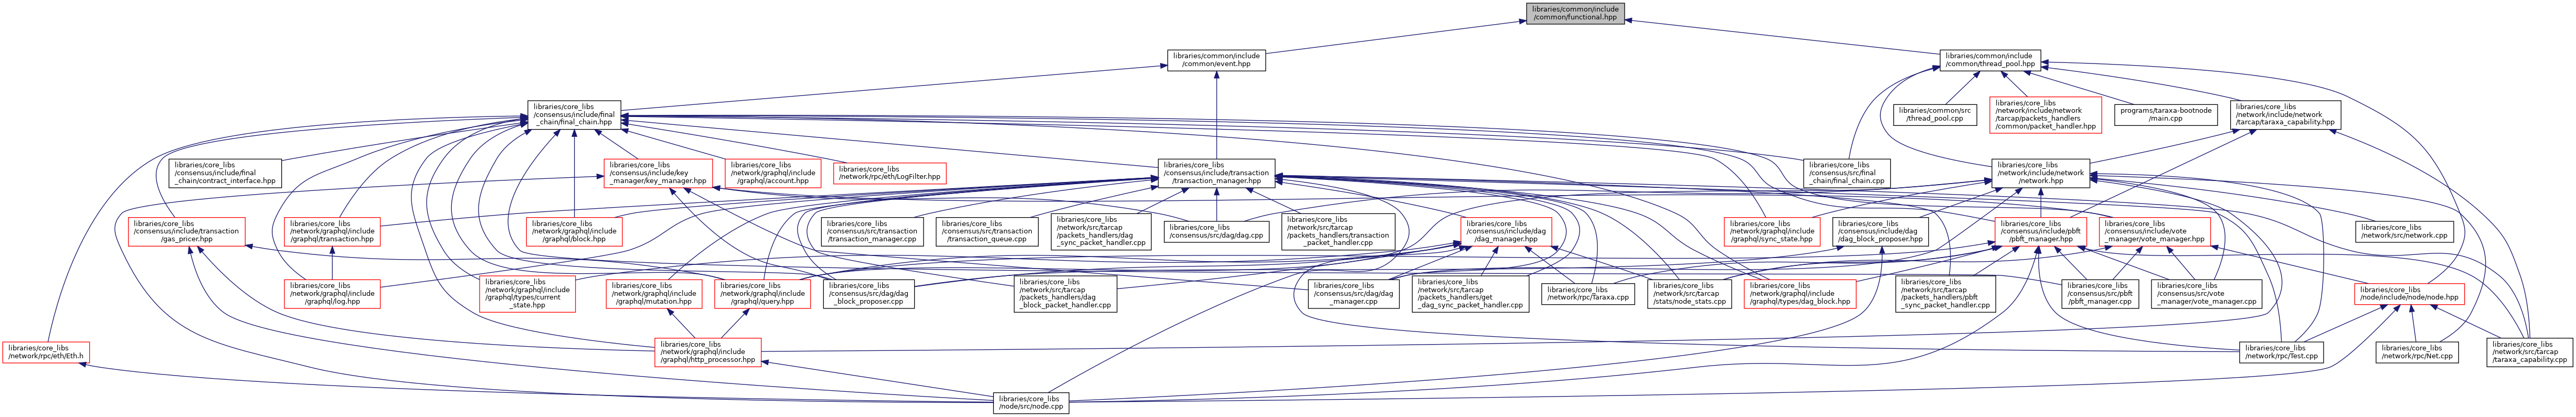 libraries/common/include
/common/functional.hpp
libraries/common/include
/common/event.hpp
libraries/common/include
/common/thread_pool.hpp
libraries/core_libs
/consensus/include/final
_chain/final_chain.hpp
libraries/common/src
/thread_pool.cpp
libraries/core_libs
/network/include/network
/tarcap/packets_handlers
/common/packet_handler.hpp
programs/taraxa-bootnode
/main.cpp
libraries/core_libs
/network/include/network
/tarcap/taraxa_capability.hpp
libraries/core_libs
/consensus/include/final
_chain/contract_interface.hpp
libraries/core_libs
/consensus/include/key
_manager/key_manager.hpp
libraries/core_libs
/network/graphql/include
/graphql/account.hpp
libraries/core_libs
/network/rpc/eth/LogFilter.hpp
libraries/core_libs
/consensus/include/transaction
/transaction_manager.hpp
libraries/core_libs
/consensus/src/final
_chain/final_chain.cpp
libraries/core_libs
/network/include/network
/network.hpp
libraries/core_libs
/consensus/include/transaction
/gas_pricer.hpp
libraries/core_libs
/network/graphql/include
/graphql/transaction.hpp
libraries/core_libs
/network/graphql/include
/graphql/block.hpp
libraries/core_libs
/consensus/src/transaction
/transaction_manager.cpp
libraries/core_libs
/consensus/src/transaction
/transaction_queue.cpp
libraries/core_libs
/network/src/tarcap
/packets_handlers/dag
_sync_packet_handler.cpp
libraries/core_libs
/consensus/src/dag/dag.cpp
libraries/core_libs
/network/src/tarcap
/packets_handlers/transaction
_packet_handler.cpp
libraries/core_libs
/consensus/include/dag
/dag_manager.hpp
libraries/core_libs
/network/graphql/include
/graphql/sync_state.hpp
libraries/core_libs
/consensus/include/dag
/dag_block_proposer.hpp
libraries/core_libs
/consensus/include/pbft
/pbft_manager.hpp
libraries/core_libs
/consensus/include/vote
_manager/vote_manager.hpp
libraries/core_libs
/network/src/network.cpp
libraries/core_libs
/network/graphql/include
/graphql/log.hpp
libraries/core_libs
/network/graphql/include
/graphql/types/current
_state.hpp
libraries/core_libs
/network/graphql/include
/graphql/mutation.hpp
libraries/core_libs
/network/graphql/include
/graphql/query.hpp
libraries/core_libs
/consensus/src/dag/dag
_block_proposer.cpp
libraries/core_libs
/network/src/tarcap
/packets_handlers/dag
_block_packet_handler.cpp
libraries/core_libs
/consensus/src/dag/dag
_manager.cpp
libraries/core_libs
/network/src/tarcap
/packets_handlers/get
_dag_sync_packet_handler.cpp
libraries/core_libs
/network/rpc/Taraxa.cpp
libraries/core_libs
/network/src/tarcap
/stats/node_stats.cpp
libraries/core_libs
/network/graphql/include
/graphql/types/dag_block.hpp
libraries/core_libs
/network/src/tarcap
/packets_handlers/pbft
_sync_packet_handler.cpp
libraries/core_libs
/consensus/src/pbft
/pbft_manager.cpp
libraries/core_libs
/consensus/src/vote
_manager/vote_manager.cpp
libraries/core_libs
/node/include/node/node.hpp
libraries/core_libs
/network/rpc/eth/Eth.h
libraries/core_libs
/network/graphql/include
/graphql/http_processor.hpp
libraries/core_libs
/network/rpc/Test.cpp
libraries/core_libs
/network/rpc/Net.cpp
libraries/core_libs
/network/src/tarcap
/taraxa_capability.cpp
libraries/core_libs
/node/src/node.cpp